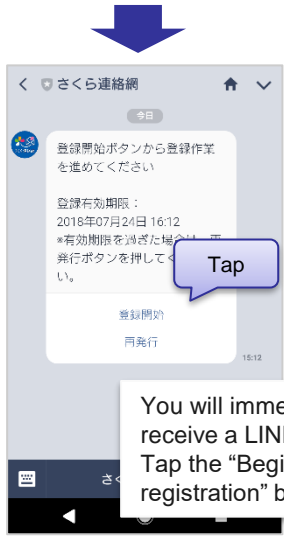 さくら連絡網
今日
登録開始ボタンから登録作業
を進めてください
登録有効期限：
2018年07月24日 16:12
※有効期限を過ぎた場合は
発行ボタンを押してく
い。
Tap
登録開始
再発行
15:12
You will imme
receive a LIN
Tap the “Begi
registration” b
さく